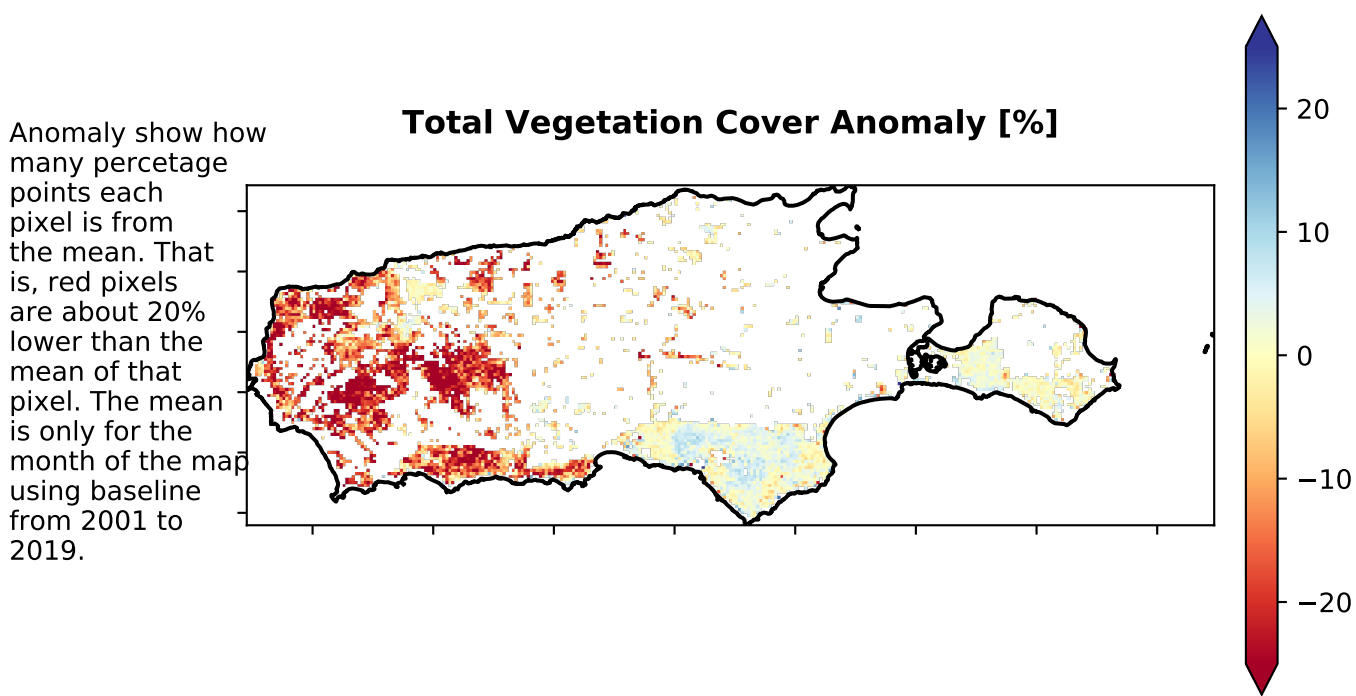 Total Vegetation Cover Anomaly [%]
Anomaly show how
many percetage
points each
pixel is from
the mean. That
is, red pixels
are about 20%
lower than the
mean of that
pixel. The mean
is only for the
month of the map
using baseline
from 2001 to
2019.
20
10
0
−10
−20